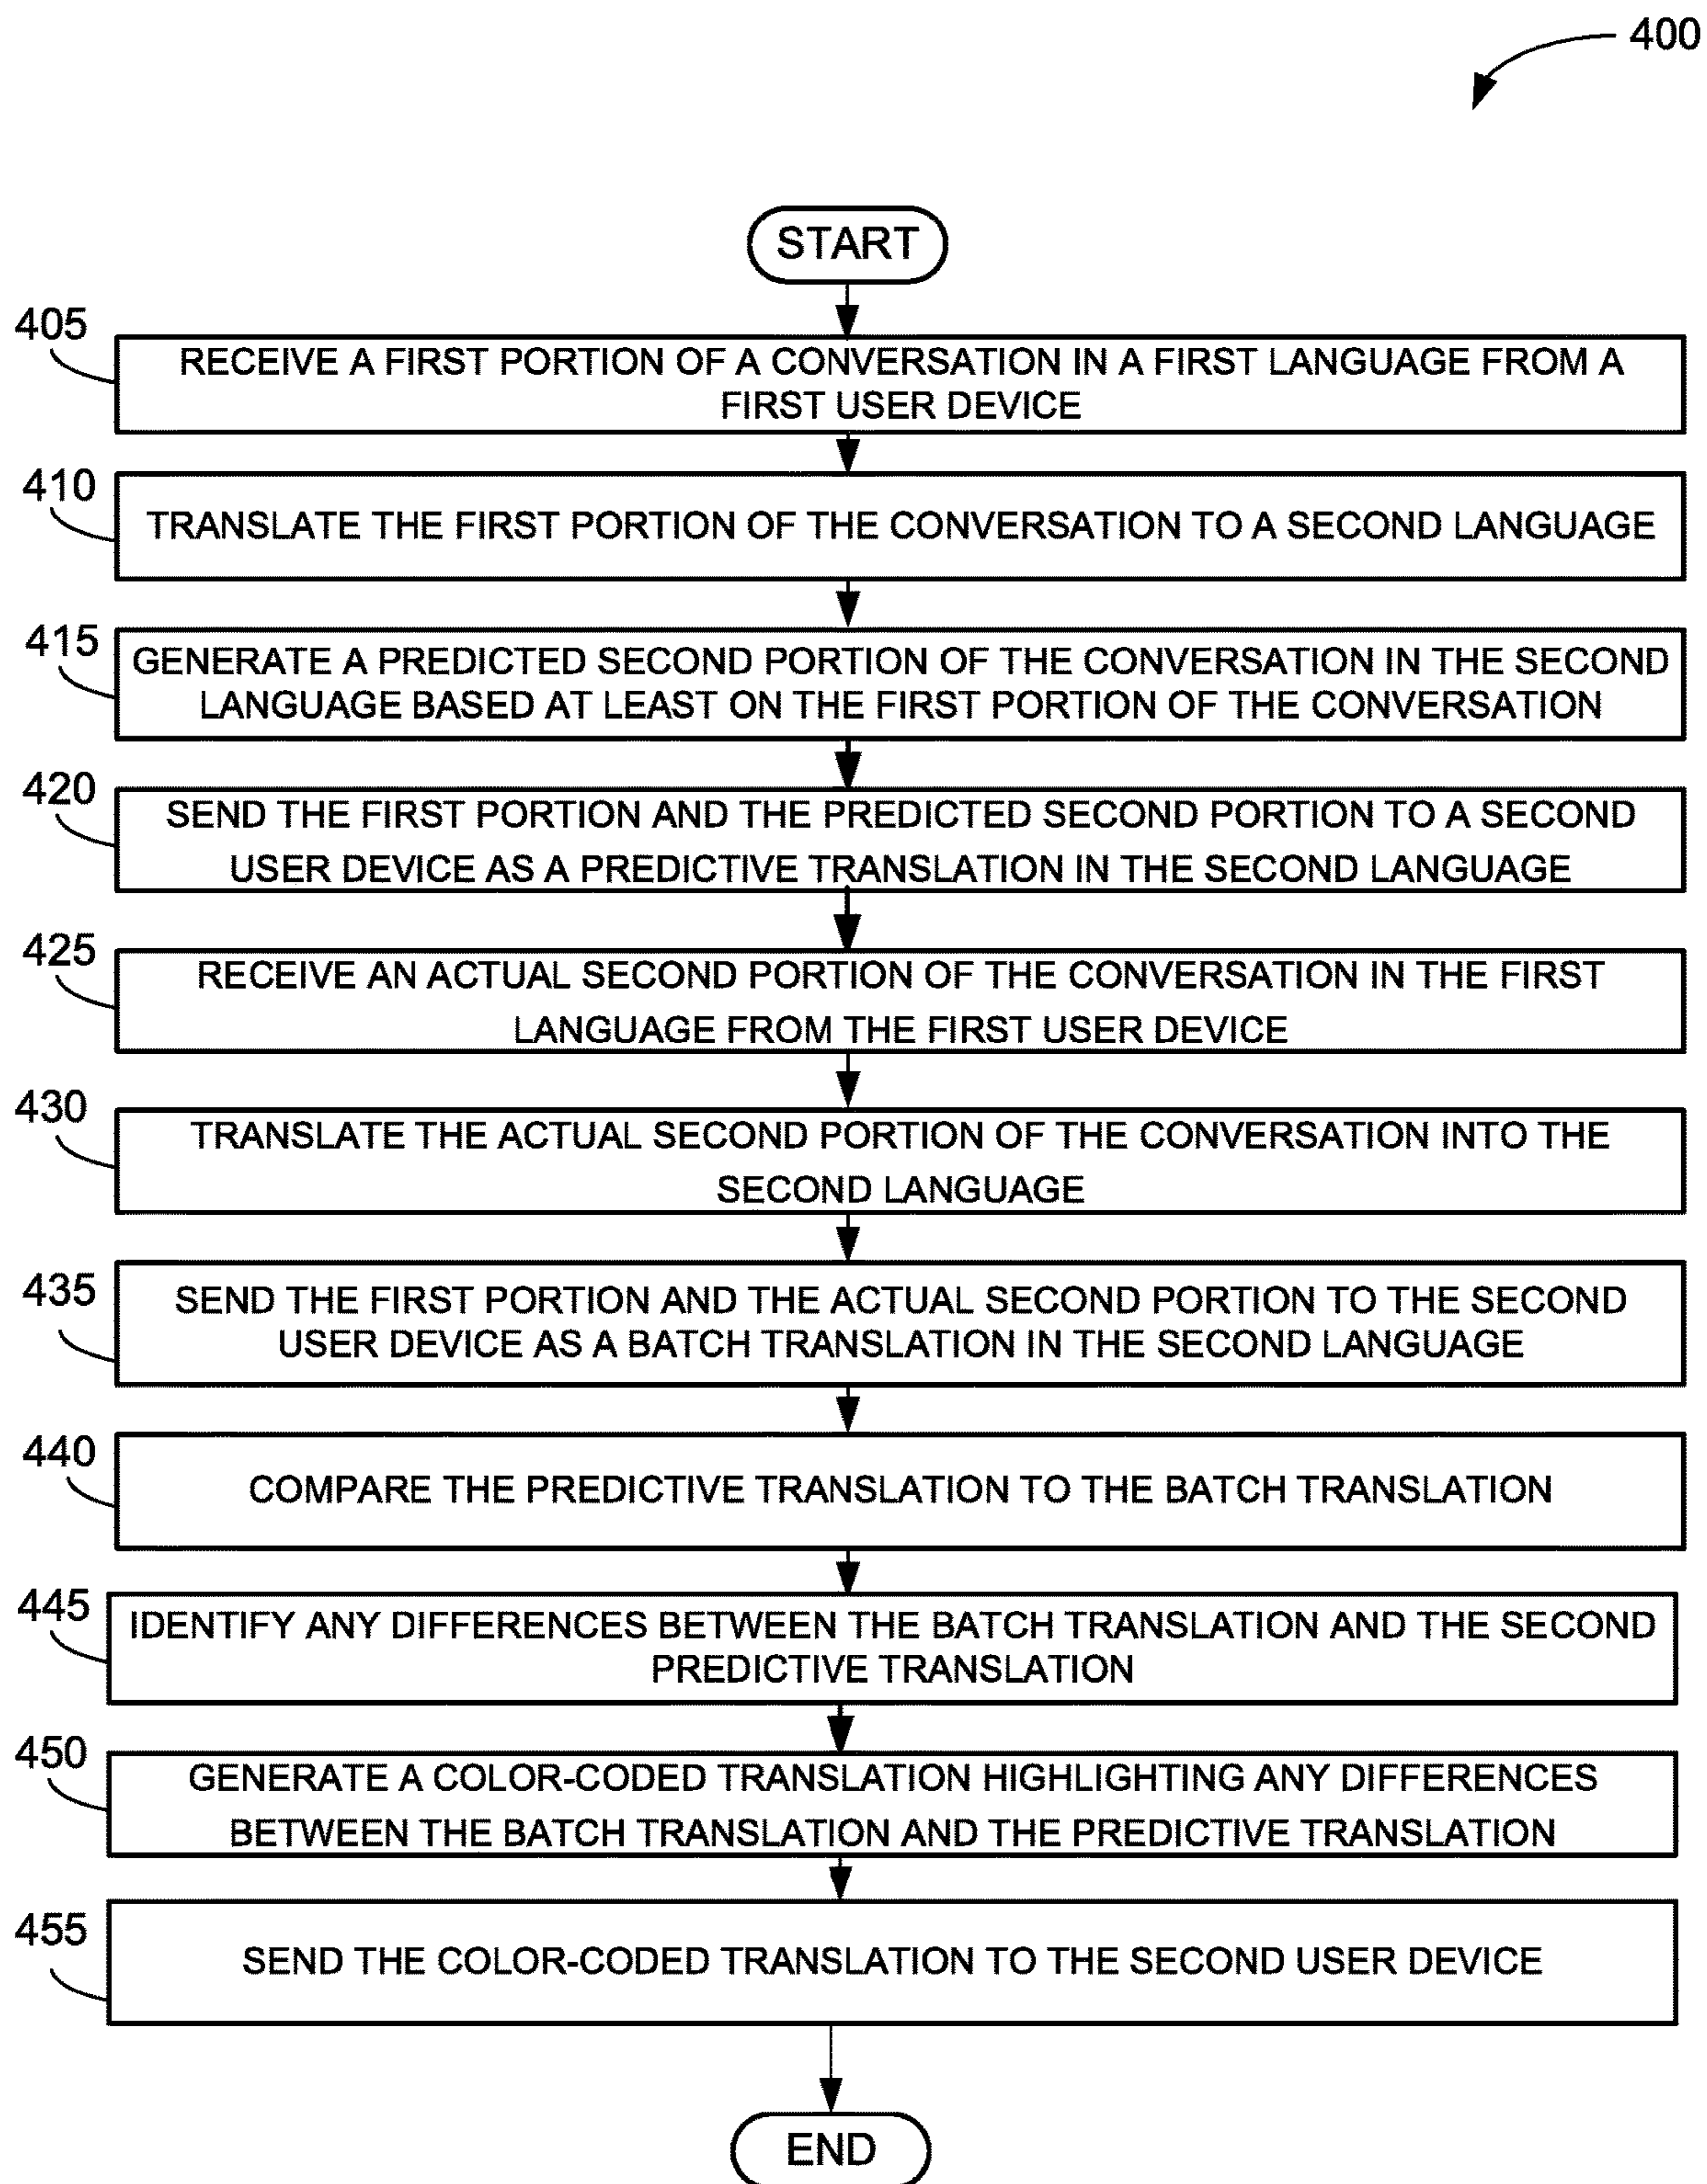 400
START
405
RECEIVE A FIRST PORTION OF A CONVERSATION IN A FIRST LANGUAGE FROM A
FIRST USER DEVICE
410
TRANSLATE THE FIRST PORTION OF THE CONVERSATION TO A SECOND LANGUAGE
415
GENERATE A PREDICTED SECOND PORTION OF THE CONVERSATION IN THE SECOND
LANGUAGE BASED AT LEAST ON THE FIRST PORTION OF THE CONVERSATION
420
SEND THE FIRST PORTION AND THE PREDICTED SECOND PORTION TO A SECOND
USER DEVICE AS A PREDICTIVE TRANSLATION IN THE SECOND LANGUAGE
425
RECEIVE AN ACTUAL SECOND PORTION OF THE CONVERSATION IN THE FIRST
LANGUAGE FROM THE FIRST USER DEVICE
430
TRANSLATE THE ACTUAL SECOND PORTION OF THE CONVERSATION INTO THE
SECOND LANGUAGE
435
SEND THE FIRST PORTION AND THE ACTUAL SECOND PORTION TO THE SECOND
USER DEVICE AS A BATCH TRANSLATION IN THE SECOND LANGUAGE
440
COMPARE THE PREDICTIVE TRANSLATION TO THE BATCH TRANSLATION
445
IDENTIFY ANY DIFFERENCES BETWEEN THE BATCH TRANSLATION AND THE SECOND
PREDICTIVE TRANSLATION
450
GENERATE A COLOR-CODED TRANSLATION HIGHLIGHTING ANY DIFFERENCES
BETWEEN THE BATCH TRANSLATION AND THE PREDICTIVE TRANSLATION
455
SEND THE COLOR-CODED TRANSLATION TO THE SECOND USER DEVICE
END